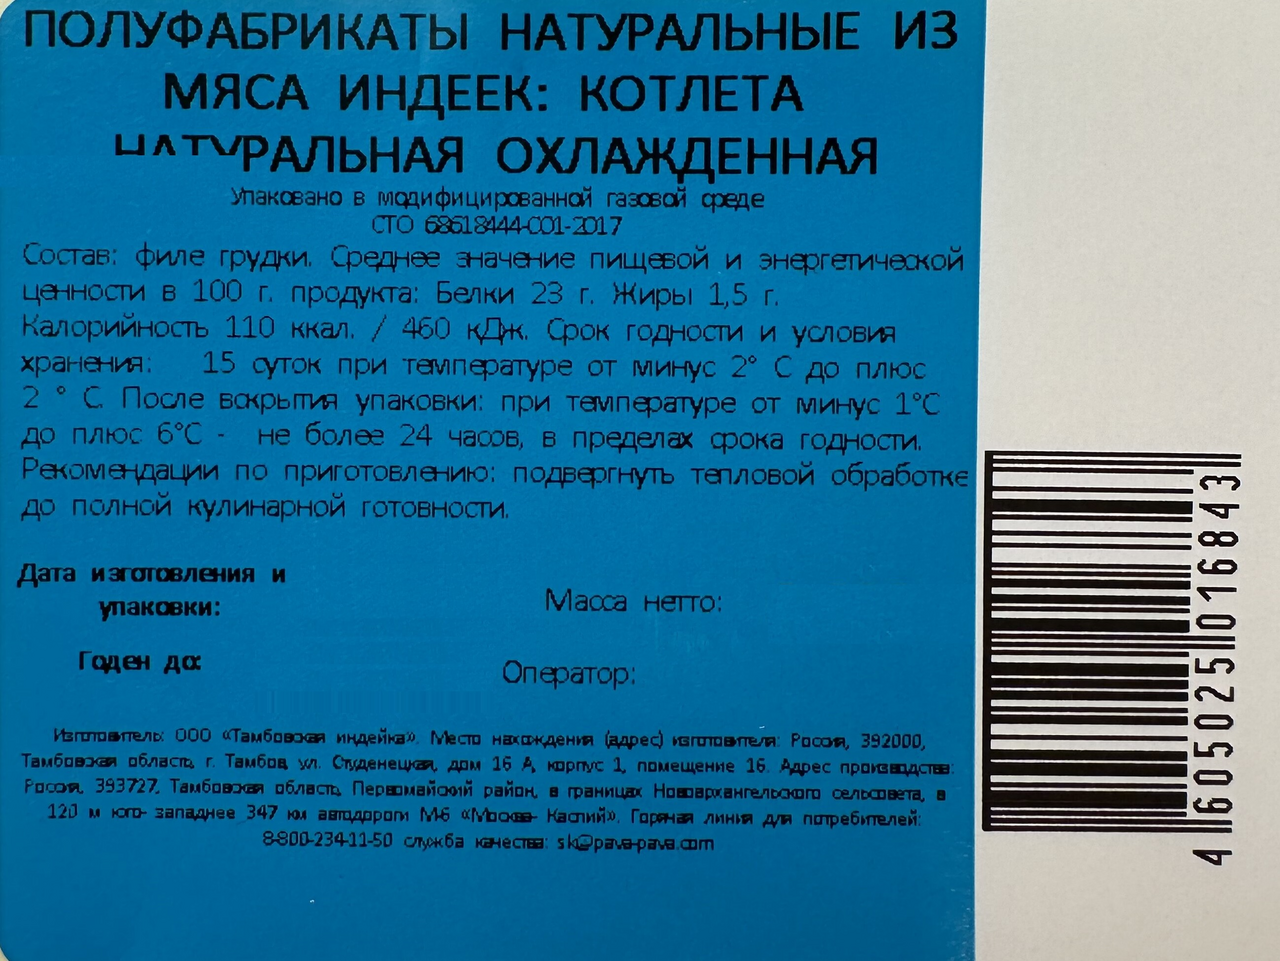 ПОЛУФАБРИКАТЫ НАТУРАЛЬНЫЕ ИЗ
МЯСА ИНДЕЕК: КОТЛЕТА
НАТУРАЛЬНАЯ ОХЛАЖДЕННАЯ
Упаковано в модифицированной газовой среде
СТО 68618444-001-2017
Состав: филе грудки. Среднее значение пищевой и энергетической
ценности в 100 г. продукта: Белки 23 г. Жиры 1,5 г.
Калорийность 110 ккал. / 460 кДж. Срок годности и условия
хранения: 15 суток при температуре от минус 2° С до плюс
2 ° С. После вскрытия упаковки: при температуре от минус 1°С
до плюс 6°С - не более 24 часов, в пределах срока годности.
Рекомендации по приготовлению: подвергнуть тепловой обработке
до полной кулинарной готовности.
Дата изготовления и
упаковки:
Масса нетто:
Годен до:
Оператор:
Изготовитель: ООО «Тамбовская индейка». Место нахождения (адрес) изготовителя: Россия, 392000,
Тамбовская область, г. Тамбов, ул. Студенецкая, дом 16 А, корпус 1, помещение 16. Адрес производства:
Россия, 393727, Тамбовская область, Первомайский район, в границах Новоархангельского сельсовета, в
120 м юго- западнее 347 км автодороги М-6 «Москва- Каспий». Горячая линия для потребителей:
8-800-234-11-50 служба качества: sk@pava-pava.com
4 605025 016843